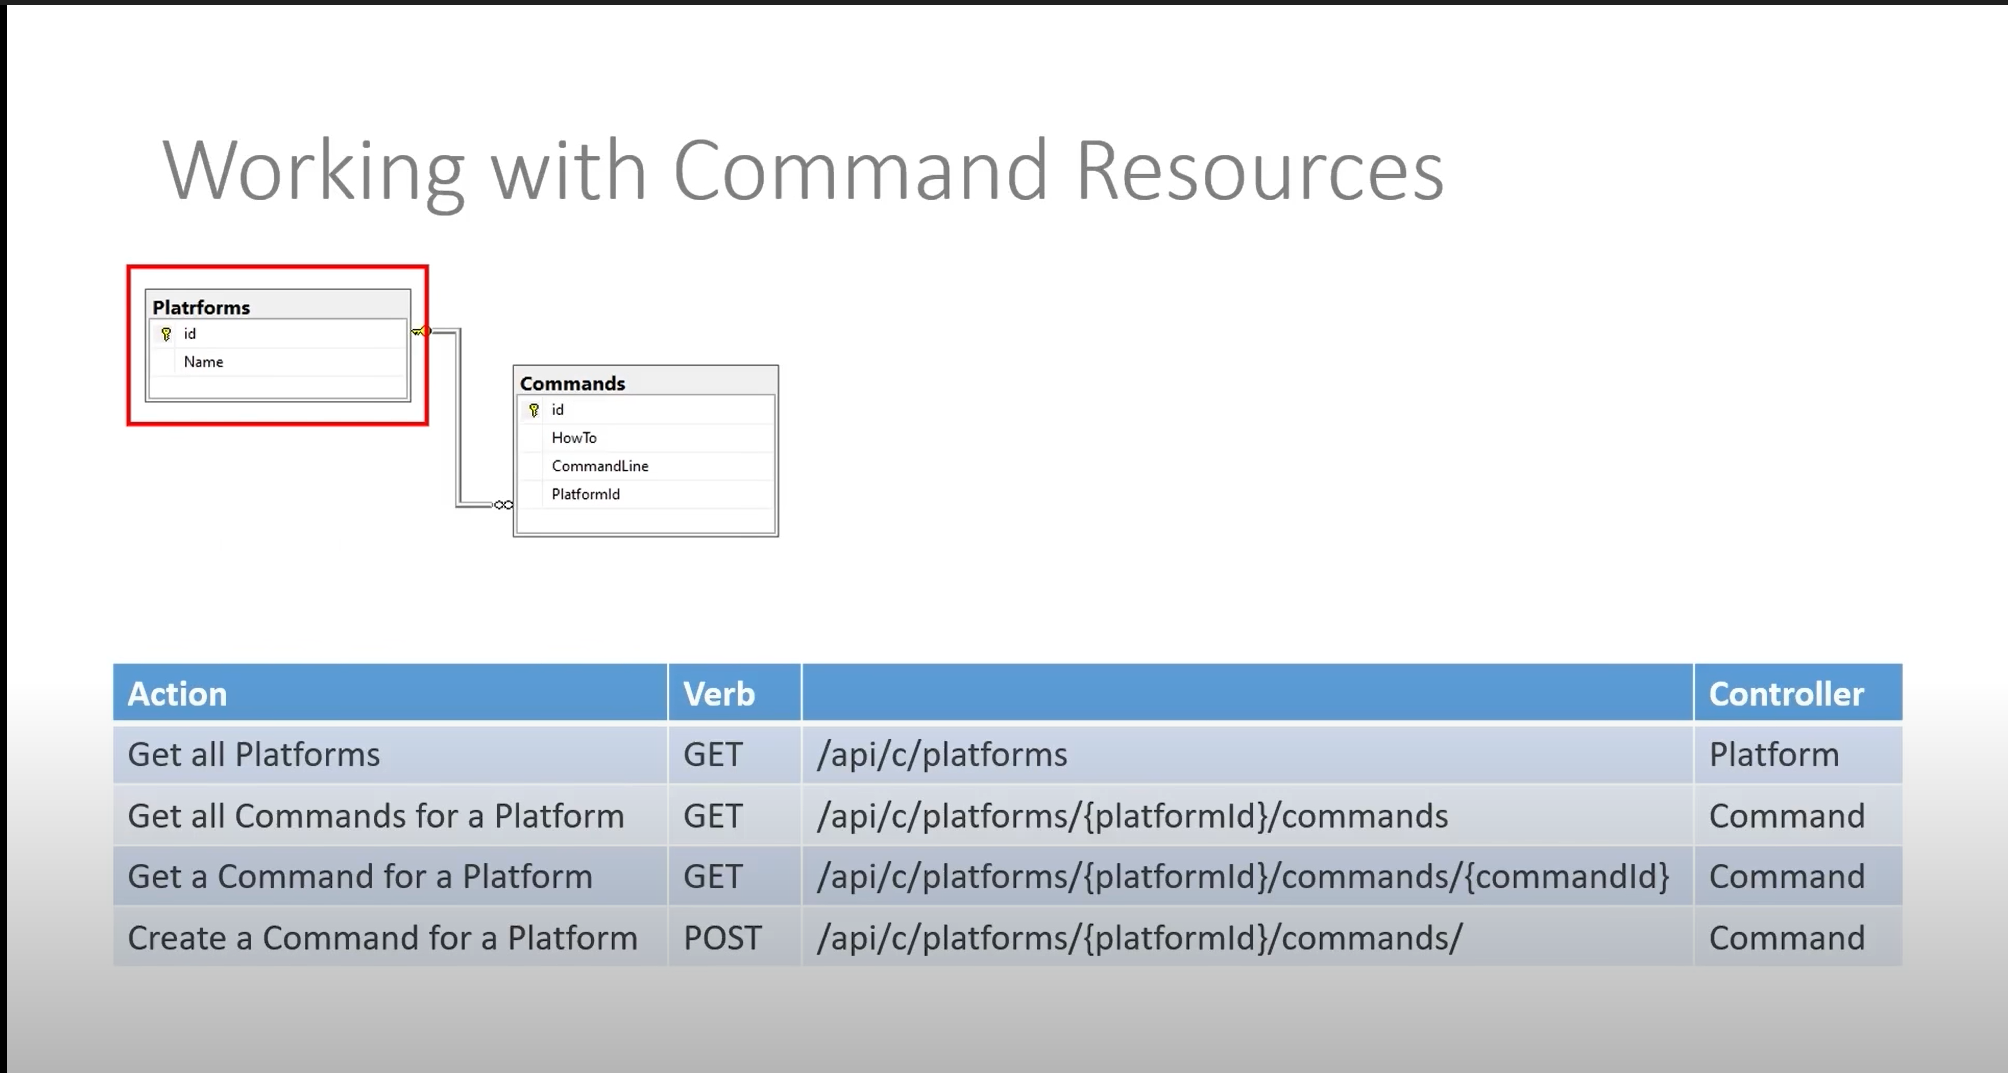 Working with Command Resources
Platrforms
id
Name
Commands
id
HowTo
CommandLine
PlatformId
Action Verb Controller
Get all Platforms GET /api/c/platforms Platform
Get all Commands for a Platform GET /api/c/platforms/{platformId}/commands Command
Get a Command for a Platform GET /api/c/platforms/{platformId}/commands/{commandId} Command
Create a Command for a Platform POST /api/c/platforms/{platformId}/commands/ Command